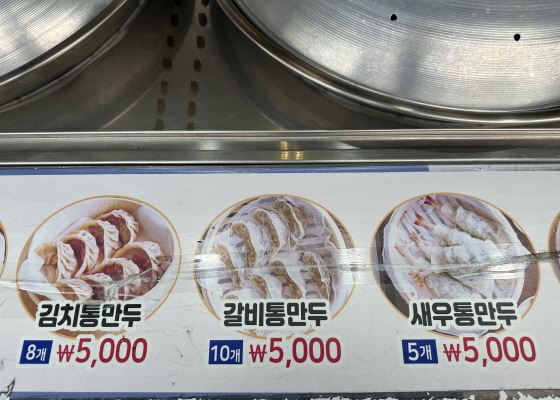 김치통만두
8개 ₩5,000
갈비통만두
10개 ₩5,000
새우통만두
5개 ₩5,000